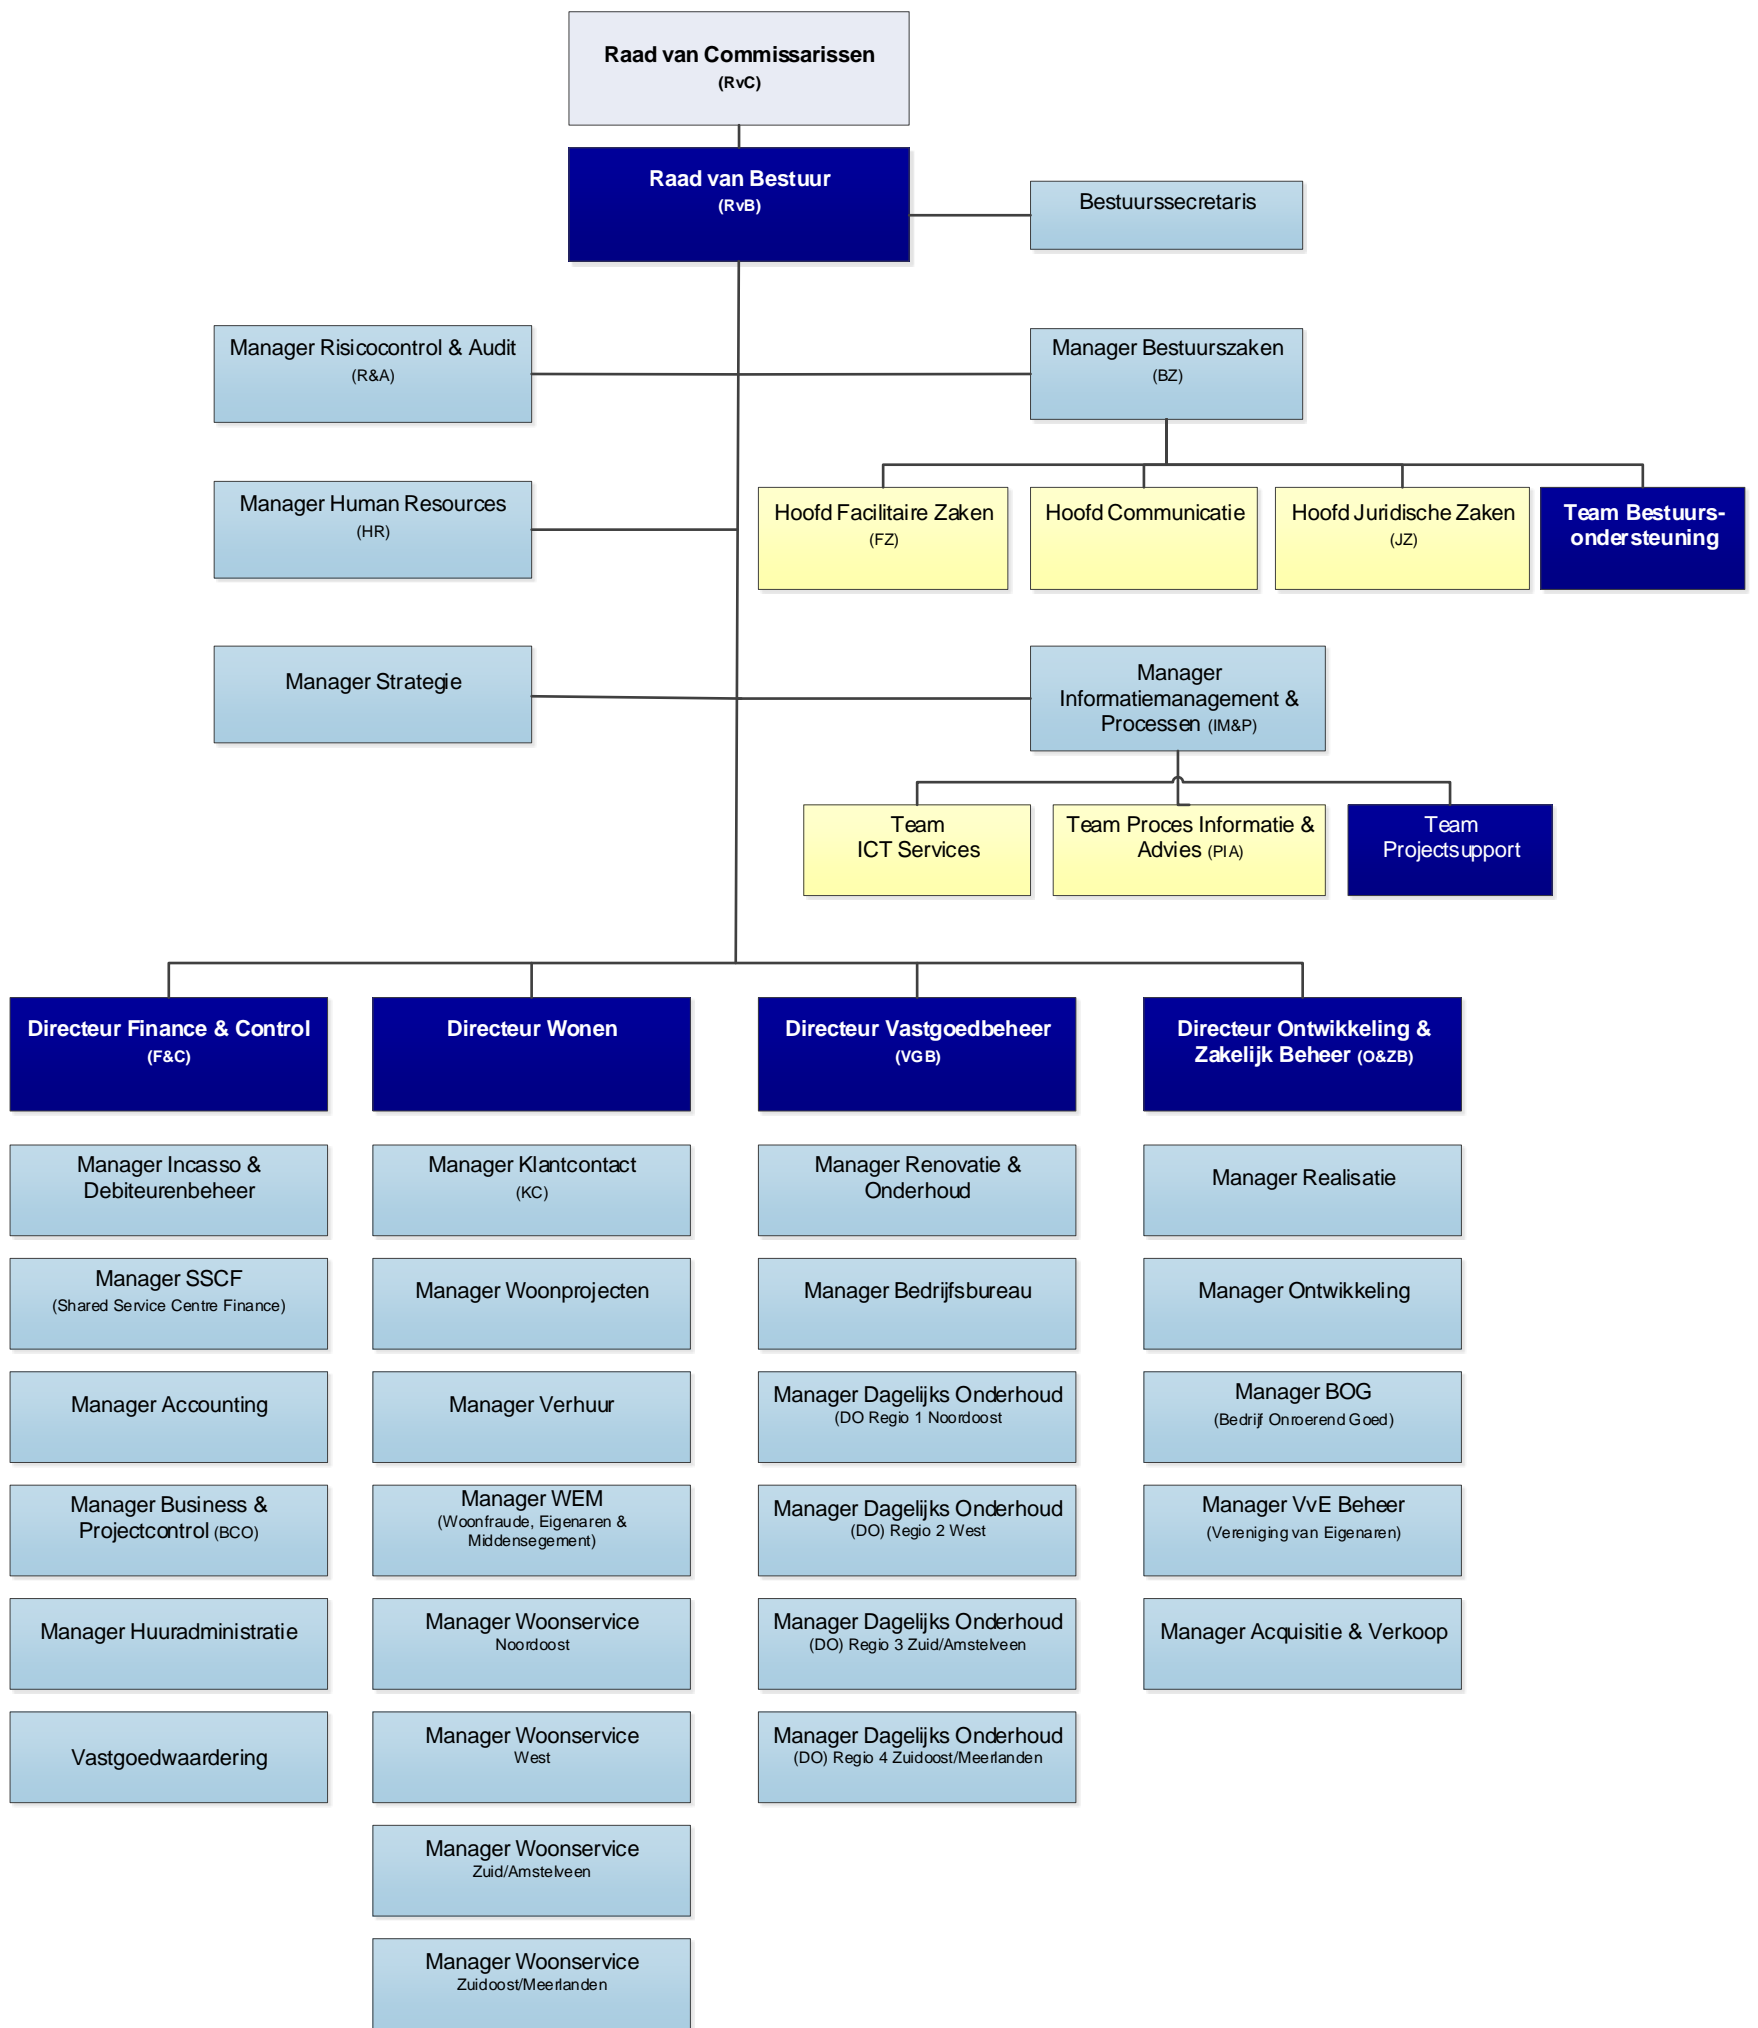 Raad van Commissarissen
(RvC)
Raad van Bestuur
(RvB)
Bestuurssecretaris
Manager Risicocontrol & Audit
(R&A)
Manager Bestuurszaken
(BZ)
Manager Human Resources
(HR)
Hoofd Facilitaire Zaken
(FZ)
Hoofd Communicatie
Hoofd Juridische Zaken
(JZ)
Team Bestuurs-
ondersteuning
Manager Strategie
Manager
Informatiemanagement &
Processen (IM&P)
Team
ICT Services
Team Proces Informatie &
Advies (PIA)
Team
Projectsupport
Directeur Finance & Control
(F&C)
Directeur Wonen
Directeur Vastgoedbeheer
(VGB)
Directeur Ontwikkeling &
Zakelijk Beheer (O&ZB)
Manager Incasso &
Debiteurenbeheer
Manager SSCF
(Shared Service Centre Finance)
Manager Accounting
Manager Business &
Projectcontrol (BCO)
Manager Huuradministratie
Vastgoedwaardering
Manager Klantcontact
(KC)
Manager Woonprojecten
Manager Verhuur
Manager WEM
(Woonfraude, Eigenaren &
Middensegement)
Manager Woonservice
Noordoost
Manager Woonservice
West
Manager Woonservice
Zuid/Amstelveen
Manager Woonservice
Zuidoost/Meerlanden
Manager Renovatie &
Onderhoud
Manager Bedrijfsbureau
Manager Dagelijks Onderhoud
(DO Regio 1 Noordoost
Manager Dagelijks Onderhoud
(DO) Regio 2 West
Manager Dagelijks Onderhoud
(DO) Regio 3 Zuid/Amstelveen
Manager Dagelijks Onderhoud
(DO) Regio 4 Zuidoost/Meerlanden
Manager Realisatie
Manager Ontwikkeling
Manager BOG
(Bedrijf Onroerend Goed)
Manager VvE Beheer
(Vereniging van Eigenaren)
Manager Acquisitie & Verkoop